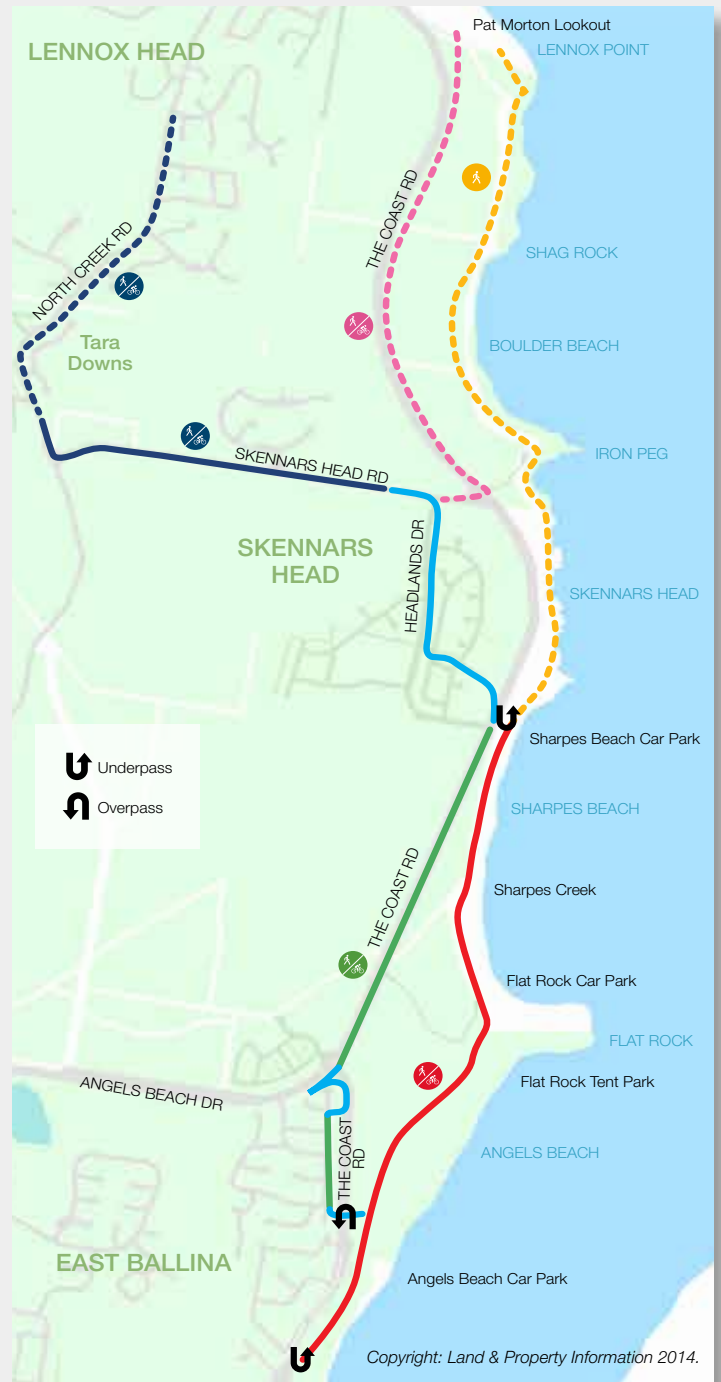 Pat Morton Lookout
LENNOX HEAD
LENNOX POINT
THE COAST RD
NORTH CREEK RD
SHAG ROCK
Tara
Downs
BOULDER BEACH
SKENNARS HEAD RD
IRON PEG
HEADLANDS DR
SKENNARS
HEAD
SKENNARS HEAD
Sharpes Beach Car Park
Underpass
Overpass
SHARPES BEACH
THE COAST RD
Sharpes Creek
Flat Rock Car Park
FLAT ROCK
Flat Rock Tent Park
ANGELS BEACH DR
THE COAST
RD
ANGELS BEACH
EAST BALLINA
Angels Beach Car Park
Copyright: Land & Property Information 2014.